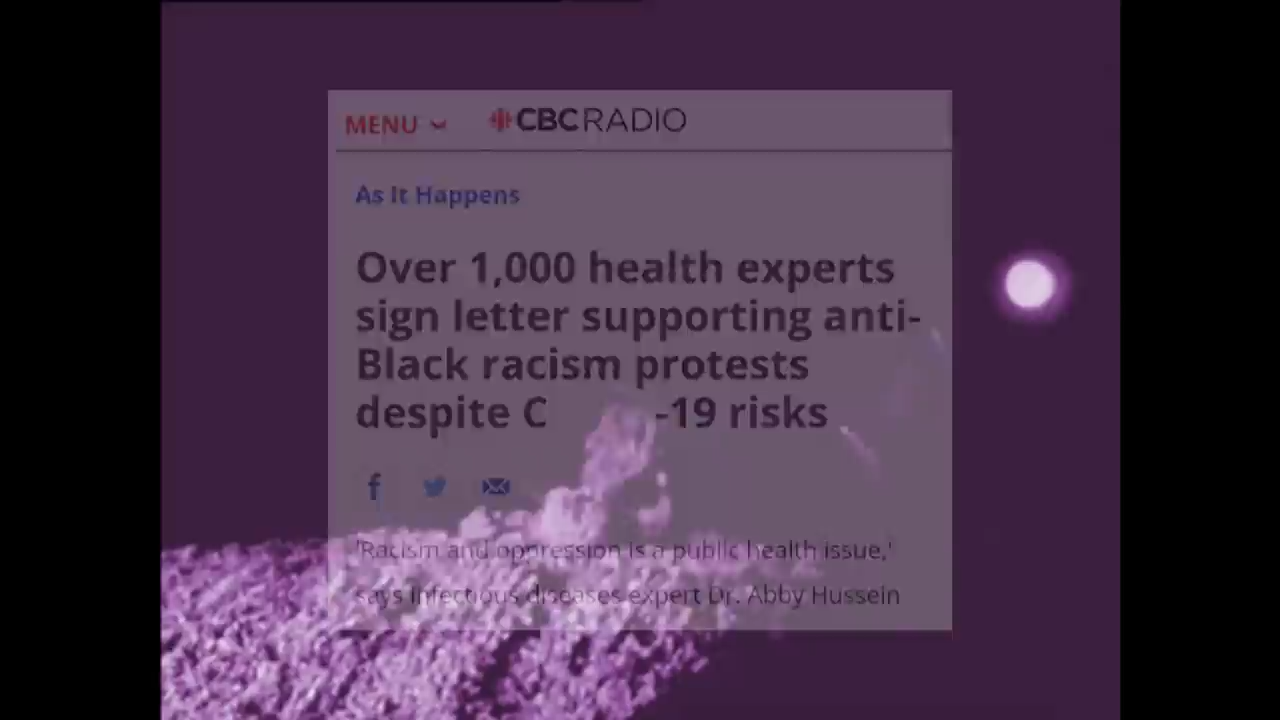 MENU CBC RADIO
As It Happens
Over 1,000 health experts
sign letter supporting anti-
Black racism protests
despite C -19 risks
'Racism and oppression is a public health issue,'
says infectious diseases expert Dr. Abby Hussein